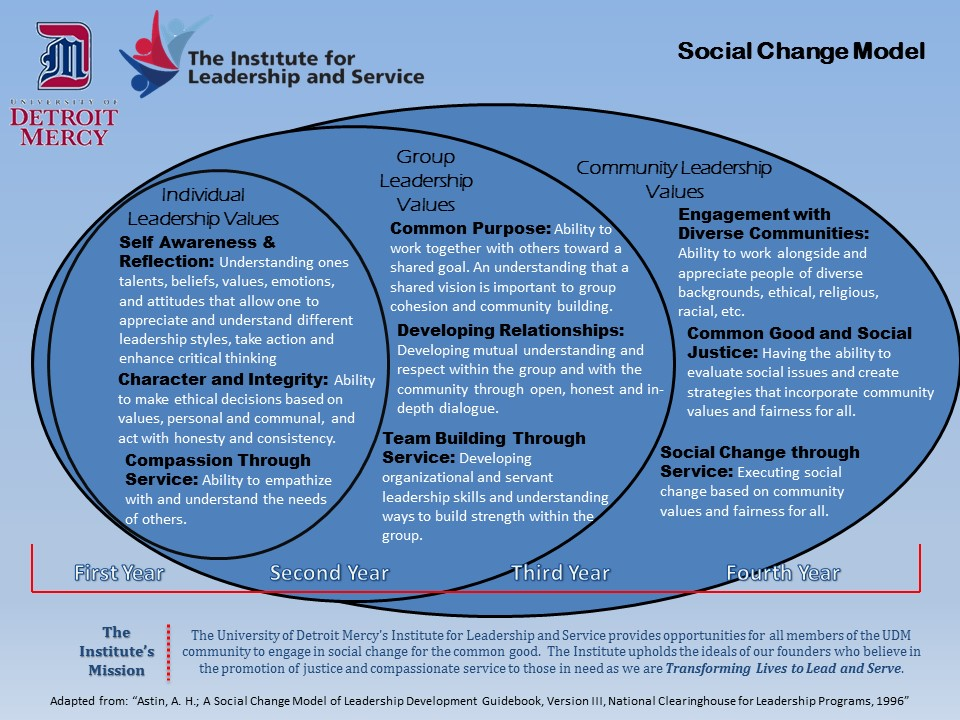 UNIVERSITY OF
DETROIT
MERCY
The Institute for
Leadership and Service
Social Change Model
Individual
Leadership Values
Self Awareness &
Reflection: Understanding ones
talents, beliefs, values, emotions,
and attitudes that allow one to
appreciate and understand different
leadership styles, take action and
enhance critical thinking
Character and Integrity: Ability
to make ethical decisions based on
values, personal and communal, and
act with honesty and consistency.
Compassion Through
Service: Ability to empathize
with and understand the needs
of others.
Group
Leadership
Values
Common Purpose: Ability to
work together with others toward a
shared goal. An understanding that a
shared vision is important to group
cohesion and community building.
Developing Relationships:
Developing mutual understanding and
respect within the group and with the
community through open, honest and in-
depth dialogue.
Team Building Through
Service: Developing
organizational and servant
leadership skills and understanding
ways to build strength within the
group.
Community Leadership
Values
Engagement with
Diverse Communities:
Ability to work alongside and
appreciate people of diverse
backgrounds, ethical, religious,
racial, etc.
Common Good and Social
Justice: Having the ability to
evaluate social issues and create
strategies that incorporate community
values and fairness for all.
Social Change through
Service: Executing social
change based on community
values and fairness for all.
First Year
Second Year
Third Year
Fourth Year
The
Institute's
Mission
The University of Detroit Mercy's Institute for Leadership and Service provides opportunities for all members of the UDM
community to engage in social change for the common good. The Institute upholds the ideals of our founders who believe in
the promotion of justice and compassionate service to those in need as we are Transforming Lives to Lead and Serve.
Adapted from: "Astin, A. H.; A Social Change Model of Leadership Development Guidebook, Version III, National Clearinghouse for Leadership Programs, 1996"